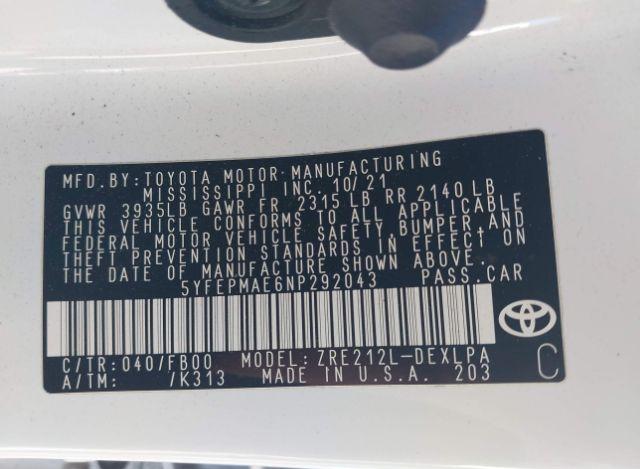 MFD.BY:TOYOTA MOTOR MANUFACTURING
MISSISSIPPI INC. 10/21
GVWR 3935LB GAWR FR 2315 LB RR 2140 LB
THIS VEHICLE CONFORMS TO ALL APPLICABLE
FEDERAL MOTOR VEHICLE SAFETY, BUMPER, AND
THEFT PREVENTION STANDARDS IN EFFECT ON
THE DATE OF MANUFACTURE SHOWN ABOVE.
5YFEPMAE6NP292043 PASS.CAR
C/TR:040/FB00 MODEL:ZRE212L-DEXLPA
A/TM: /K313 MADE IN U.S.A. 203
C